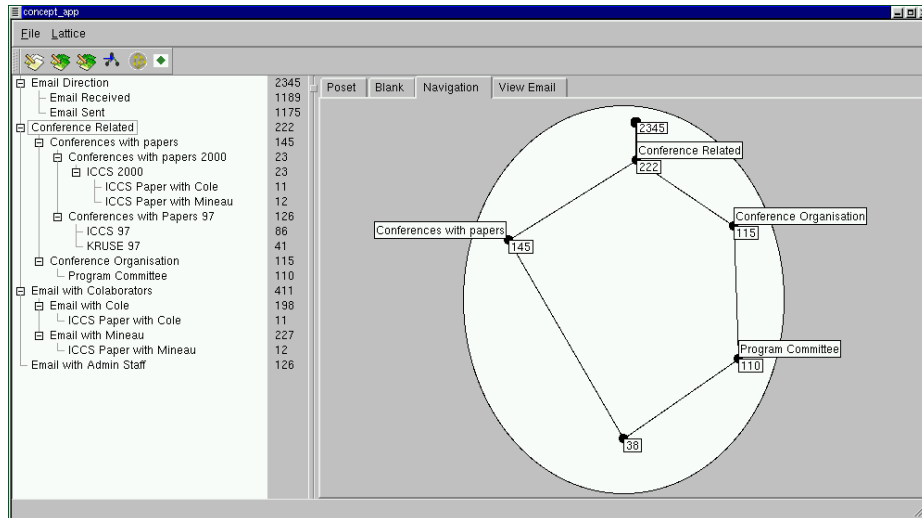 concept_app
File Lattice
Email Direction 2345
Email Received 1189
Email Sent 1175
Conference Related 222
Conferences with papers 145
Conferences with papers 2000 23
ICCS 2000 23
ICCS Paper with Cole 11
ICCS Paper with Mineau 12
Conferences with Papers 97 126
ICCS 97 86
KRUSE 97 41
Conference Organisation 115
Program Committee 110
Email with Colaborators 411
Email with Cole 198
ICCS Paper with Cole 11
Email with Mineau 227
ICCS Paper with Mineau 12
Email with Admin Staff 126
Poset Blank Navigation View Email
2345
Conference Related
222
Conference Organisation
115
Conferences with papers
145
Program Committee
110
38